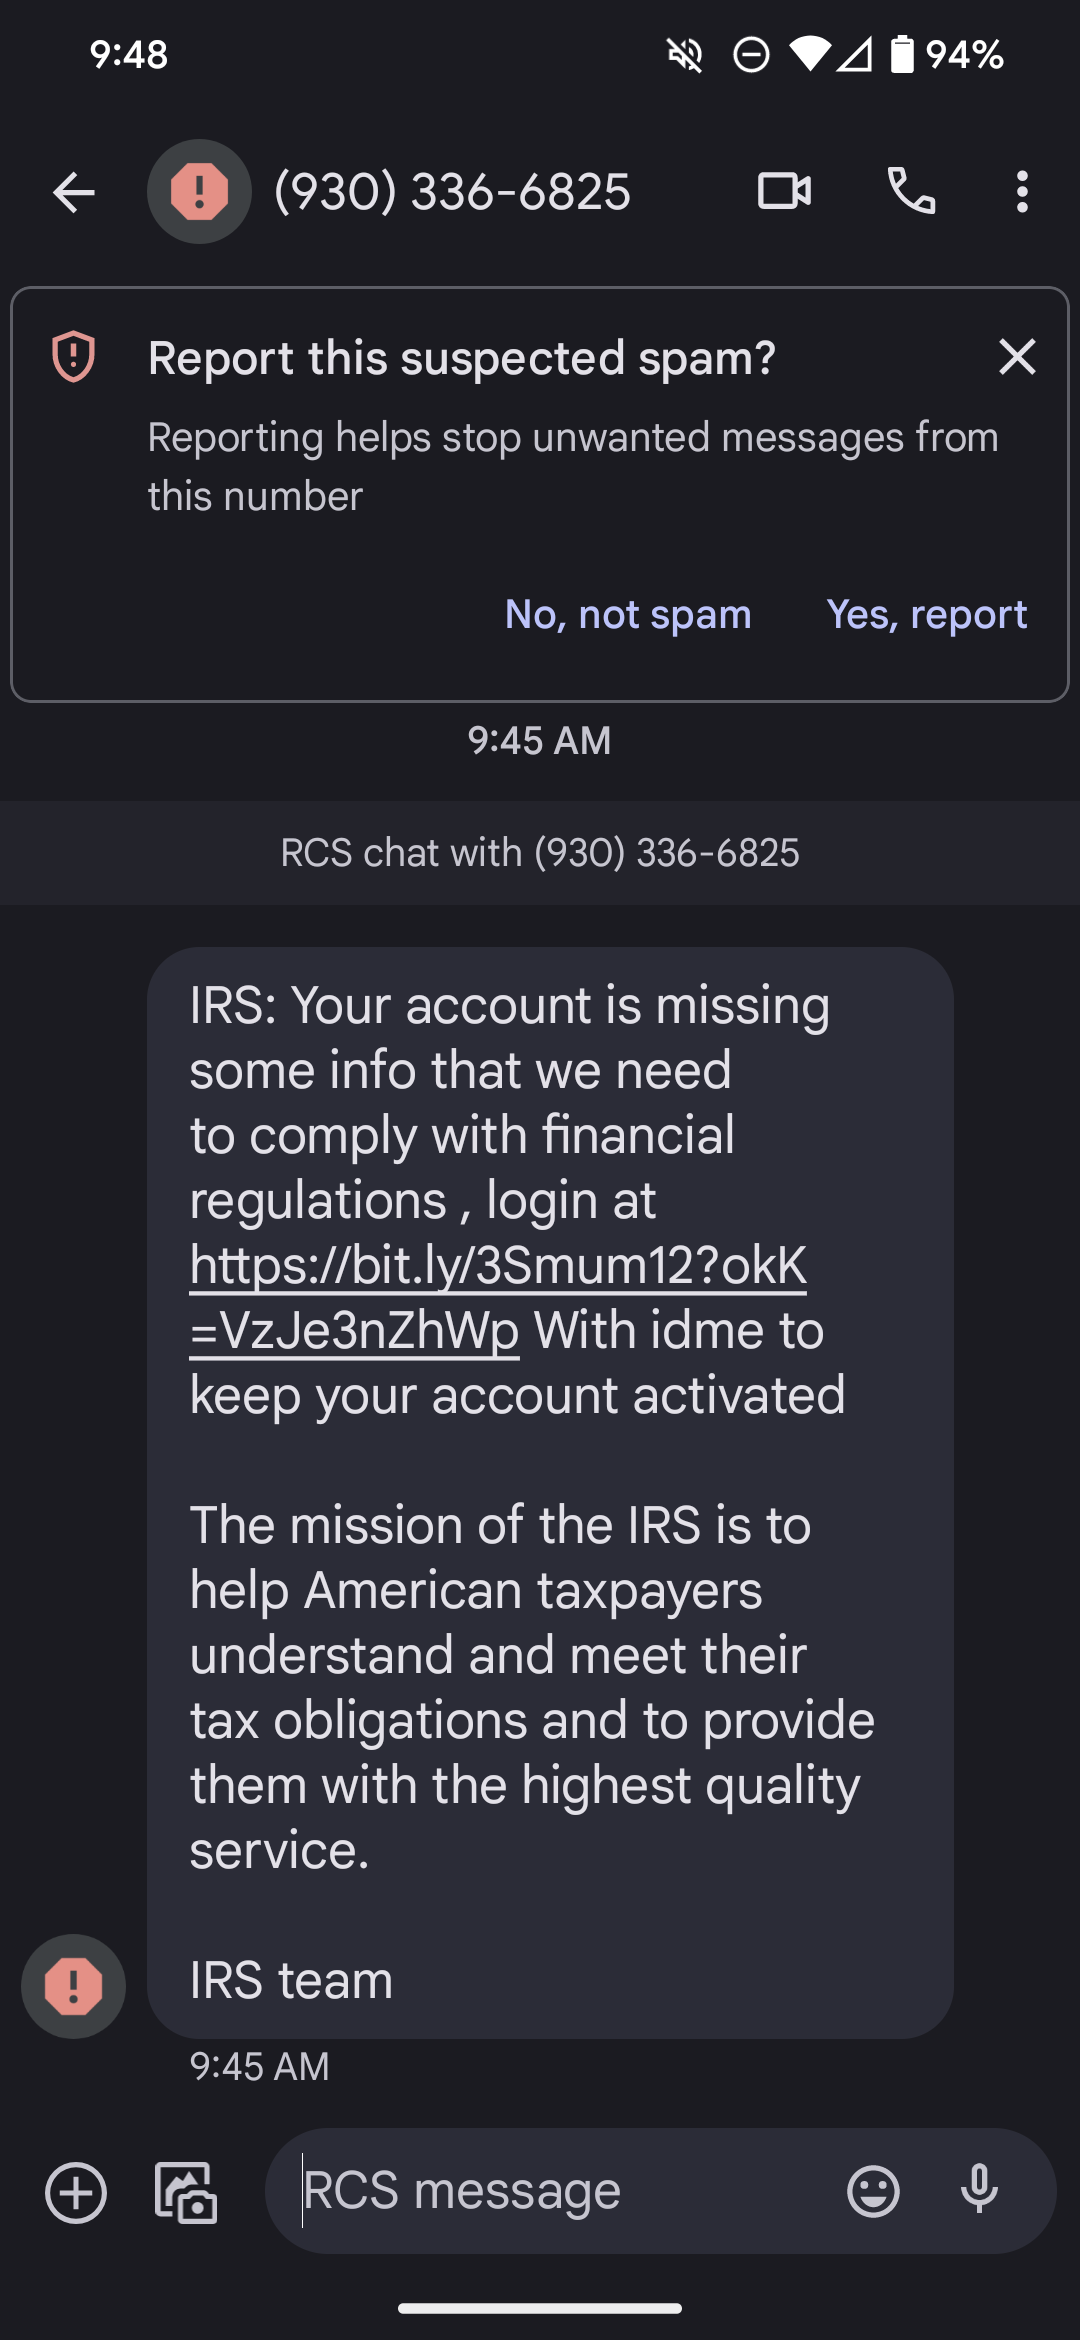 9:48
94%
(930) 336-6825
Report this suspected spam?
Reporting helps stop unwanted messages from
this number
No, not spam
Yes, report
9:45 AM
RCS chat with (930) 336-6825
IRS: Your account is missing
some info that we need
to comply with financial
regulations , login at
https://bit.ly/3Smum12?okK
=VzJe3nZhWp With idme to
keep your account activated
The mission of the IRS is to
help American taxpayers
understand and meet their
tax obligations and to provide
them with the highest quality
service.
IRS team
9:45 AM
RCS message